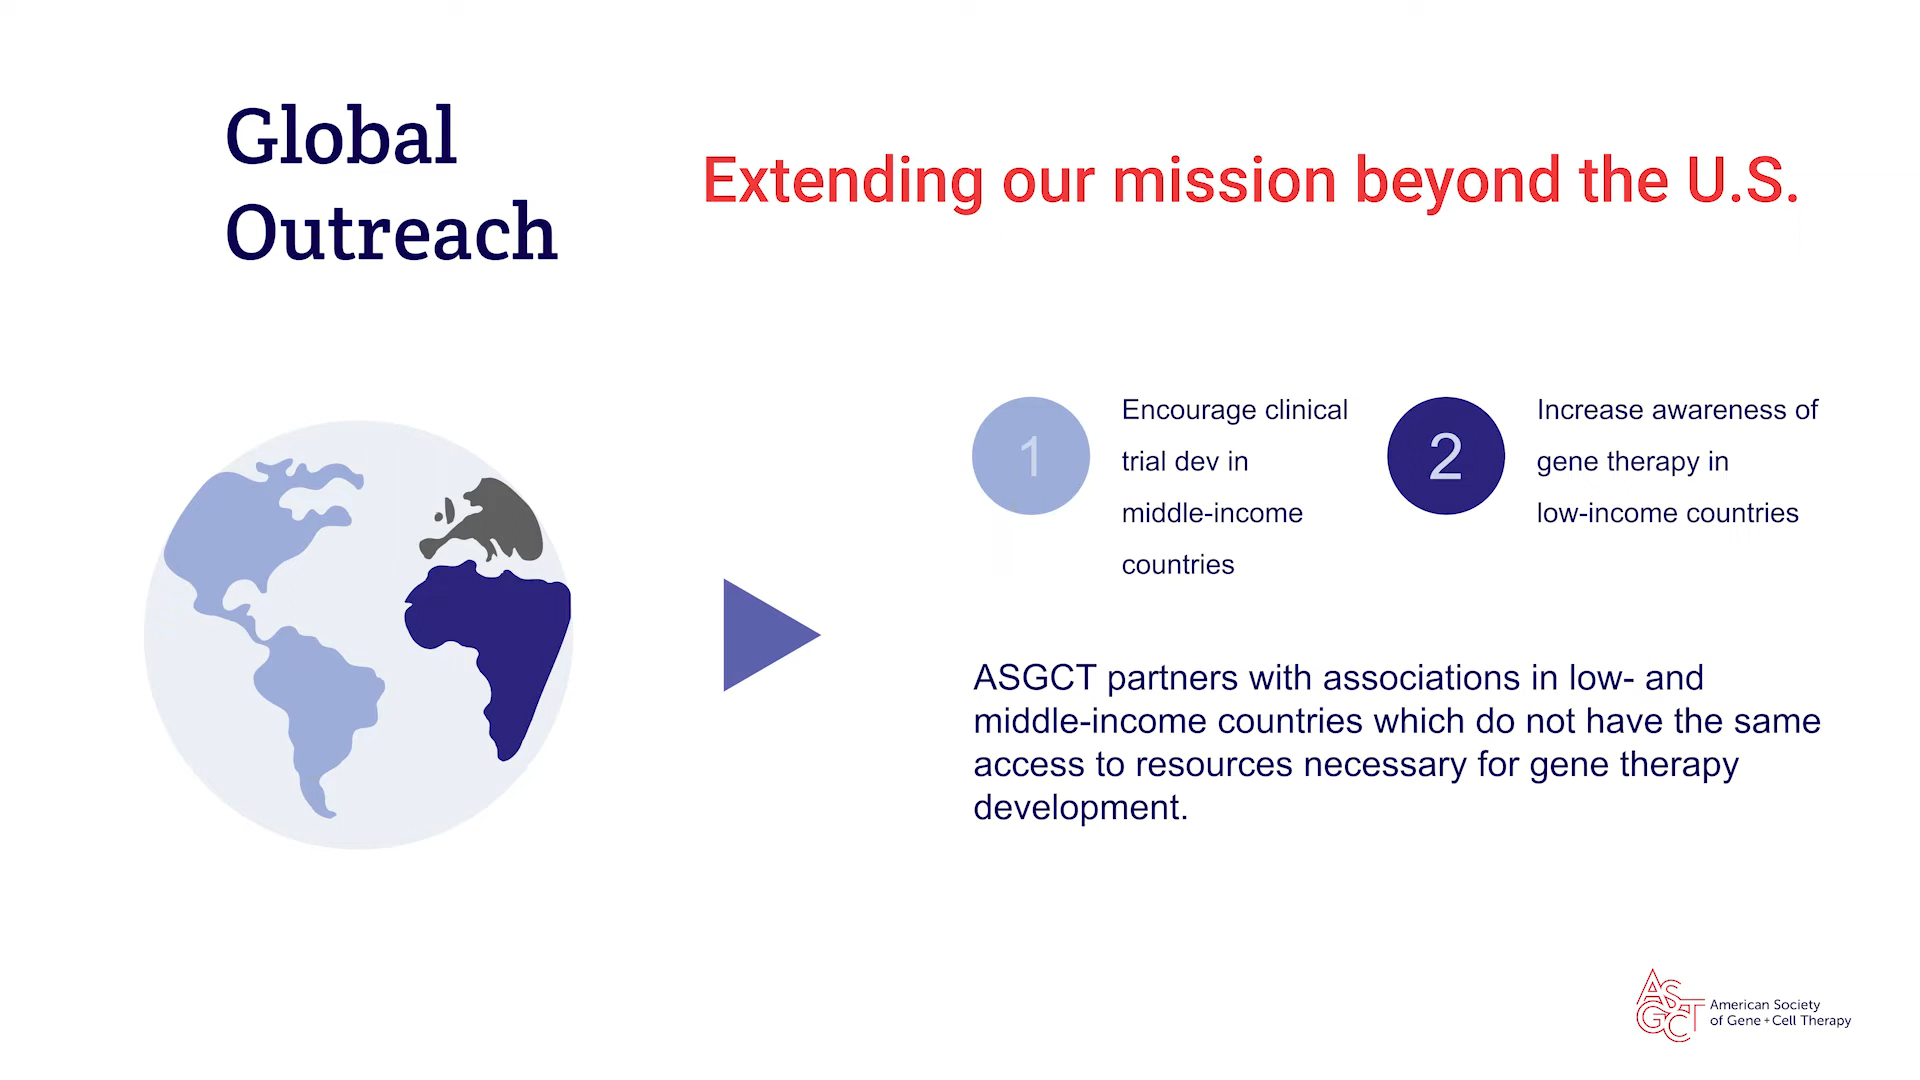 Global
Outreach
Extending our mission beyond the U.S.
1
Encourage clinical
trial dev in
middle-income
countries
2
Increase awareness of
gene therapy in
low-income countries
ASGCT partners with associations in low- and
middle-income countries which do not have the same
access to resources necessary for gene therapy
development.
ASGCT
American Society
of Gene + Cell Therapy